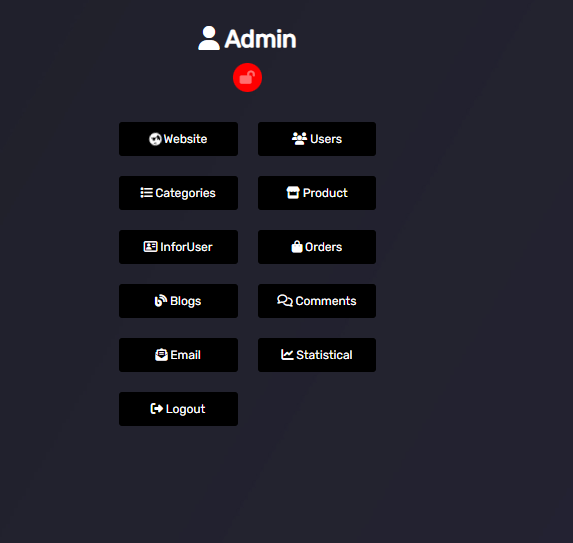 Admin
Website
Users
Categories
Product
InforUser
Orders
Blogs
Comments
Email
Statistical
Logout